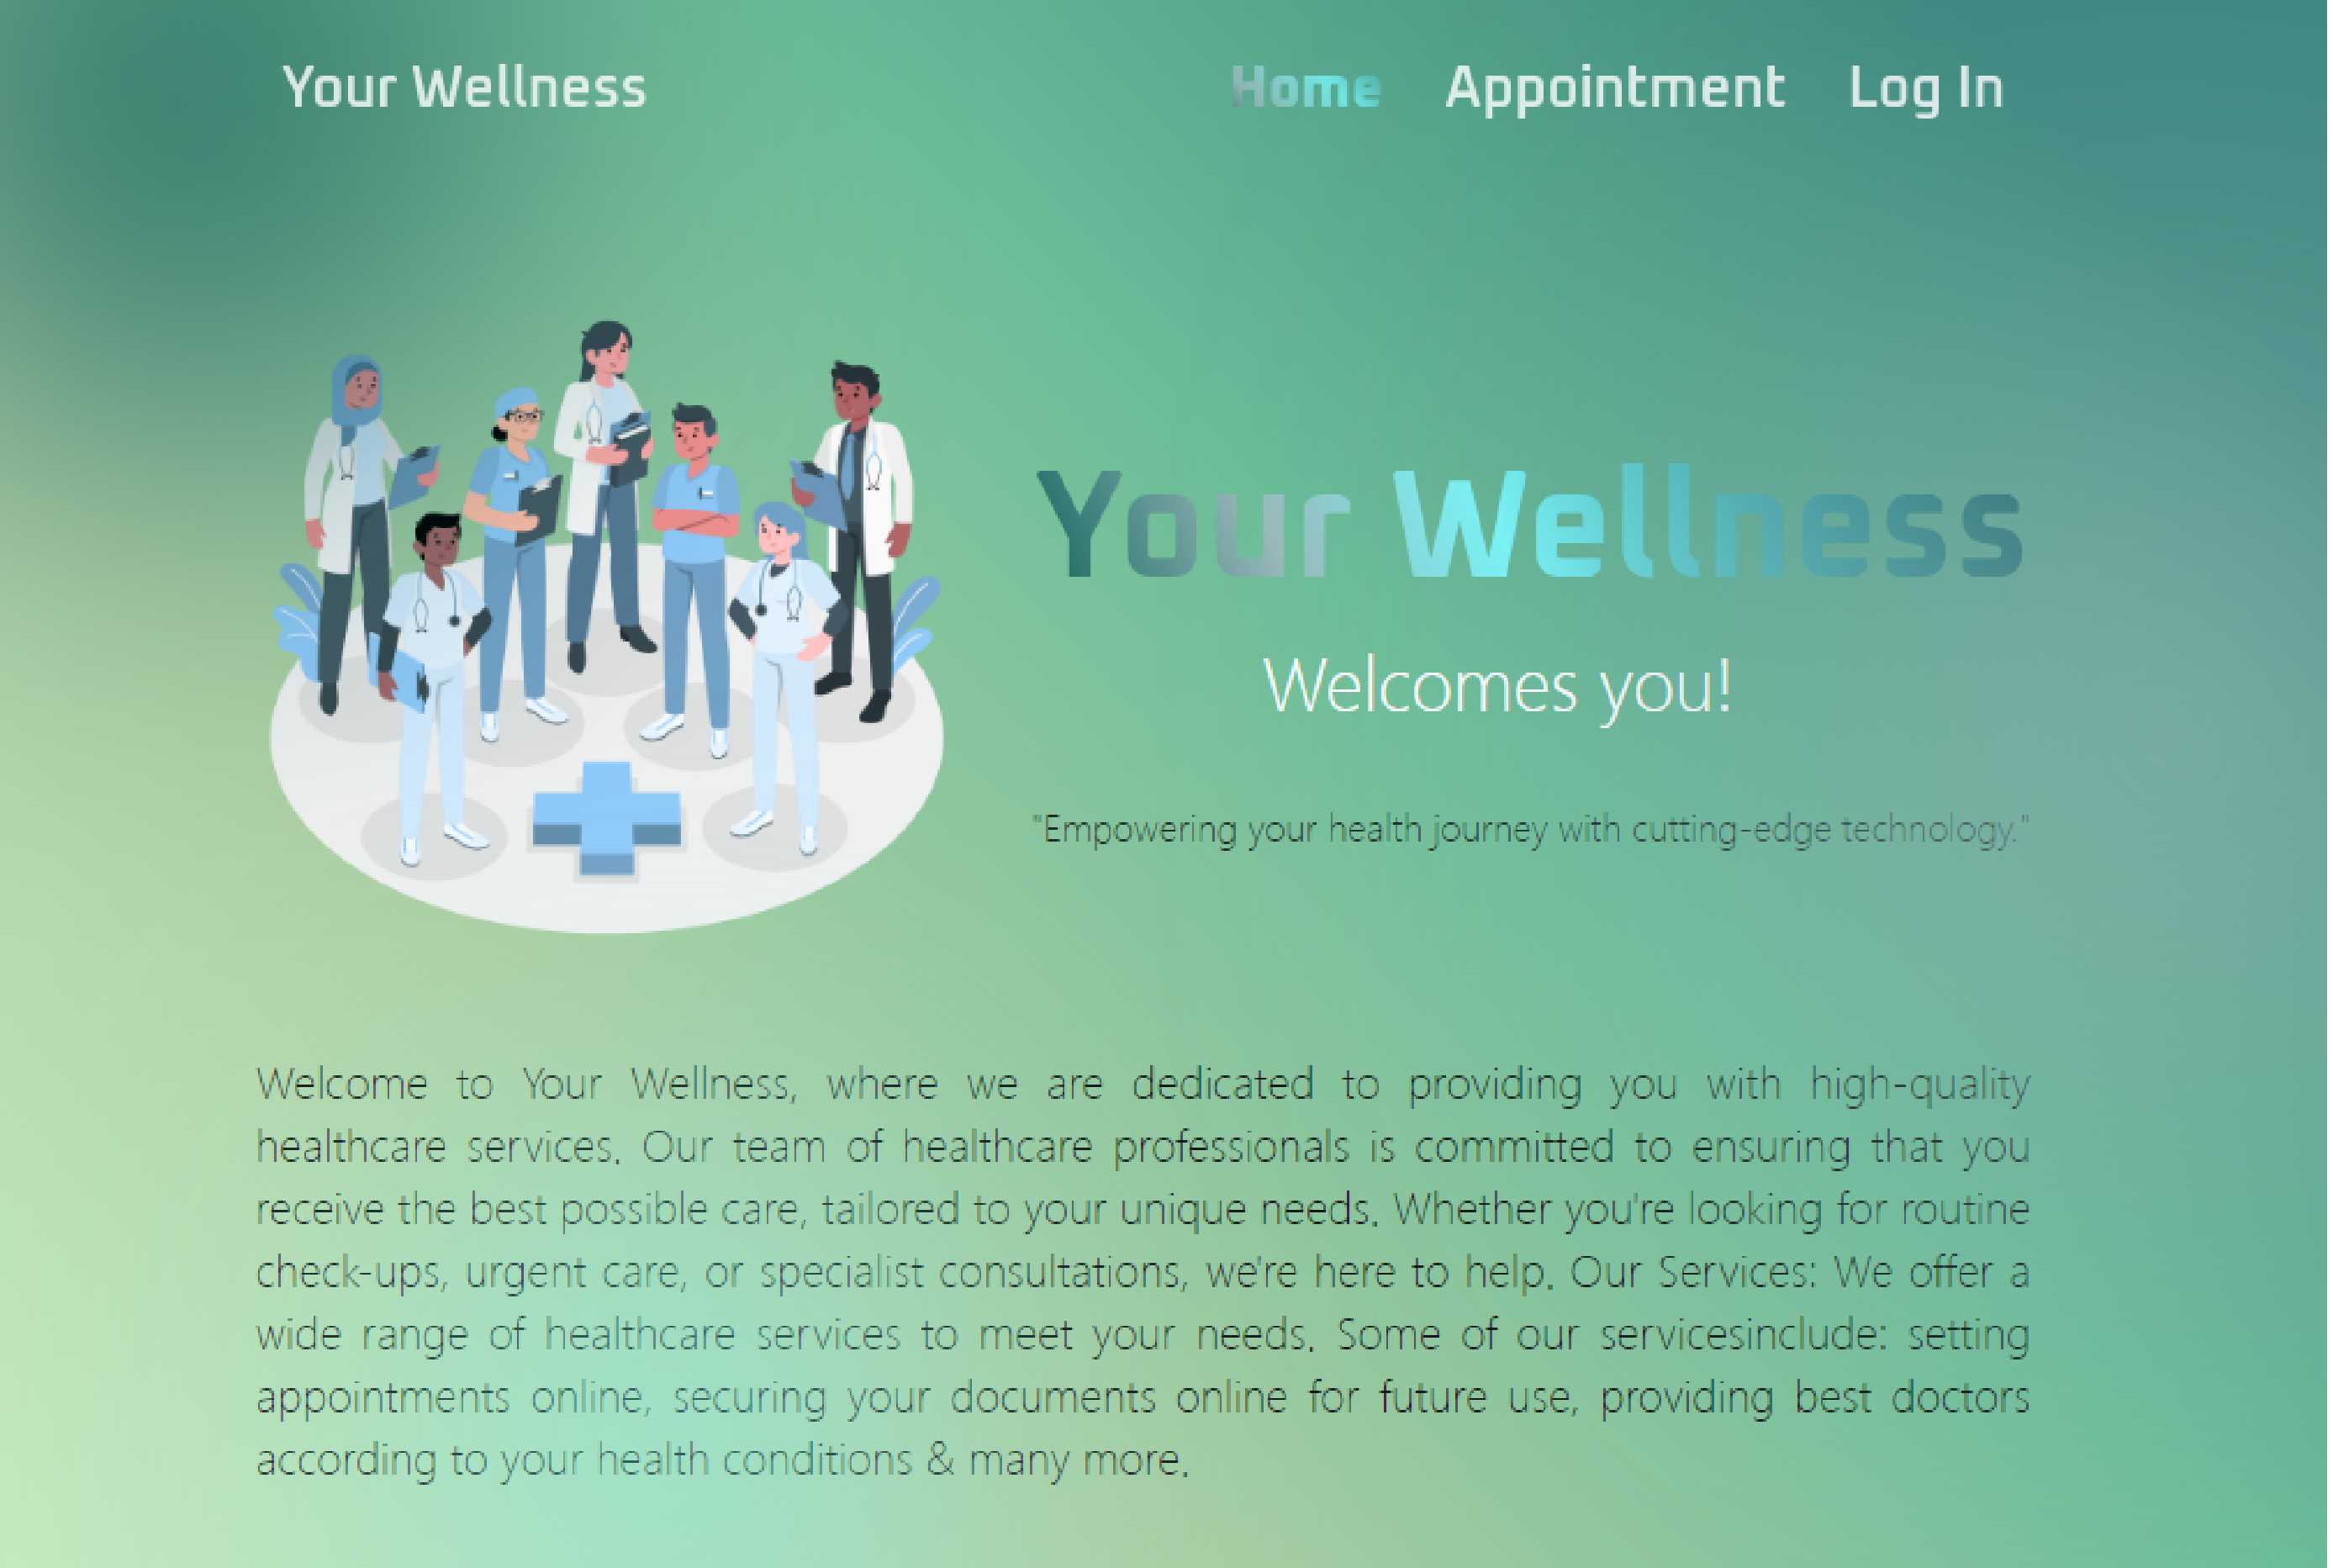 Your Wellness
Home Appointment Log In
Your Wellness
Welcomes you!
"Empowering your health journey with cutting-edge technology."
Welcome to Your Wellness, where we are dedicated to providing you with high-quality
healthcare services. Our team of healthcare professionals is committed to ensuring that you
receive the best possible care, tailored to your unique needs. Whether you're looking for routine
check-ups, urgent care, or specialist consultations, we're here to help. Our Services: We offer a
wide range of healthcare services to meet your needs. Some of our servicesinclude: setting
appointments online, securing your documents online for future use, providing best doctors
according to your health conditions & many more.